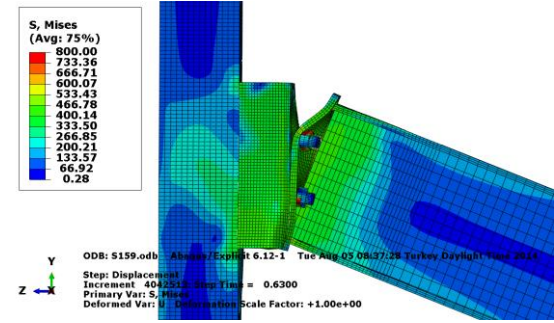 S, Mises
(Avg: 75%)
800.00
733.36
666.71
600.07
533.43
466.78
400.14
333.50
266.85
200.21
133.57
66.92
0.28
ODB: S159.odb Abaqus/Explicit 6.12-1 Tue Aug 05 08:37:28 Turkey Daylight Time 2014
Step: Displacement
Increment Step Time = 0.6300
Primary Var: S, Mises
Deformed Var: U Deformation Scale Factor: +1.00e+00
Y
Z
X